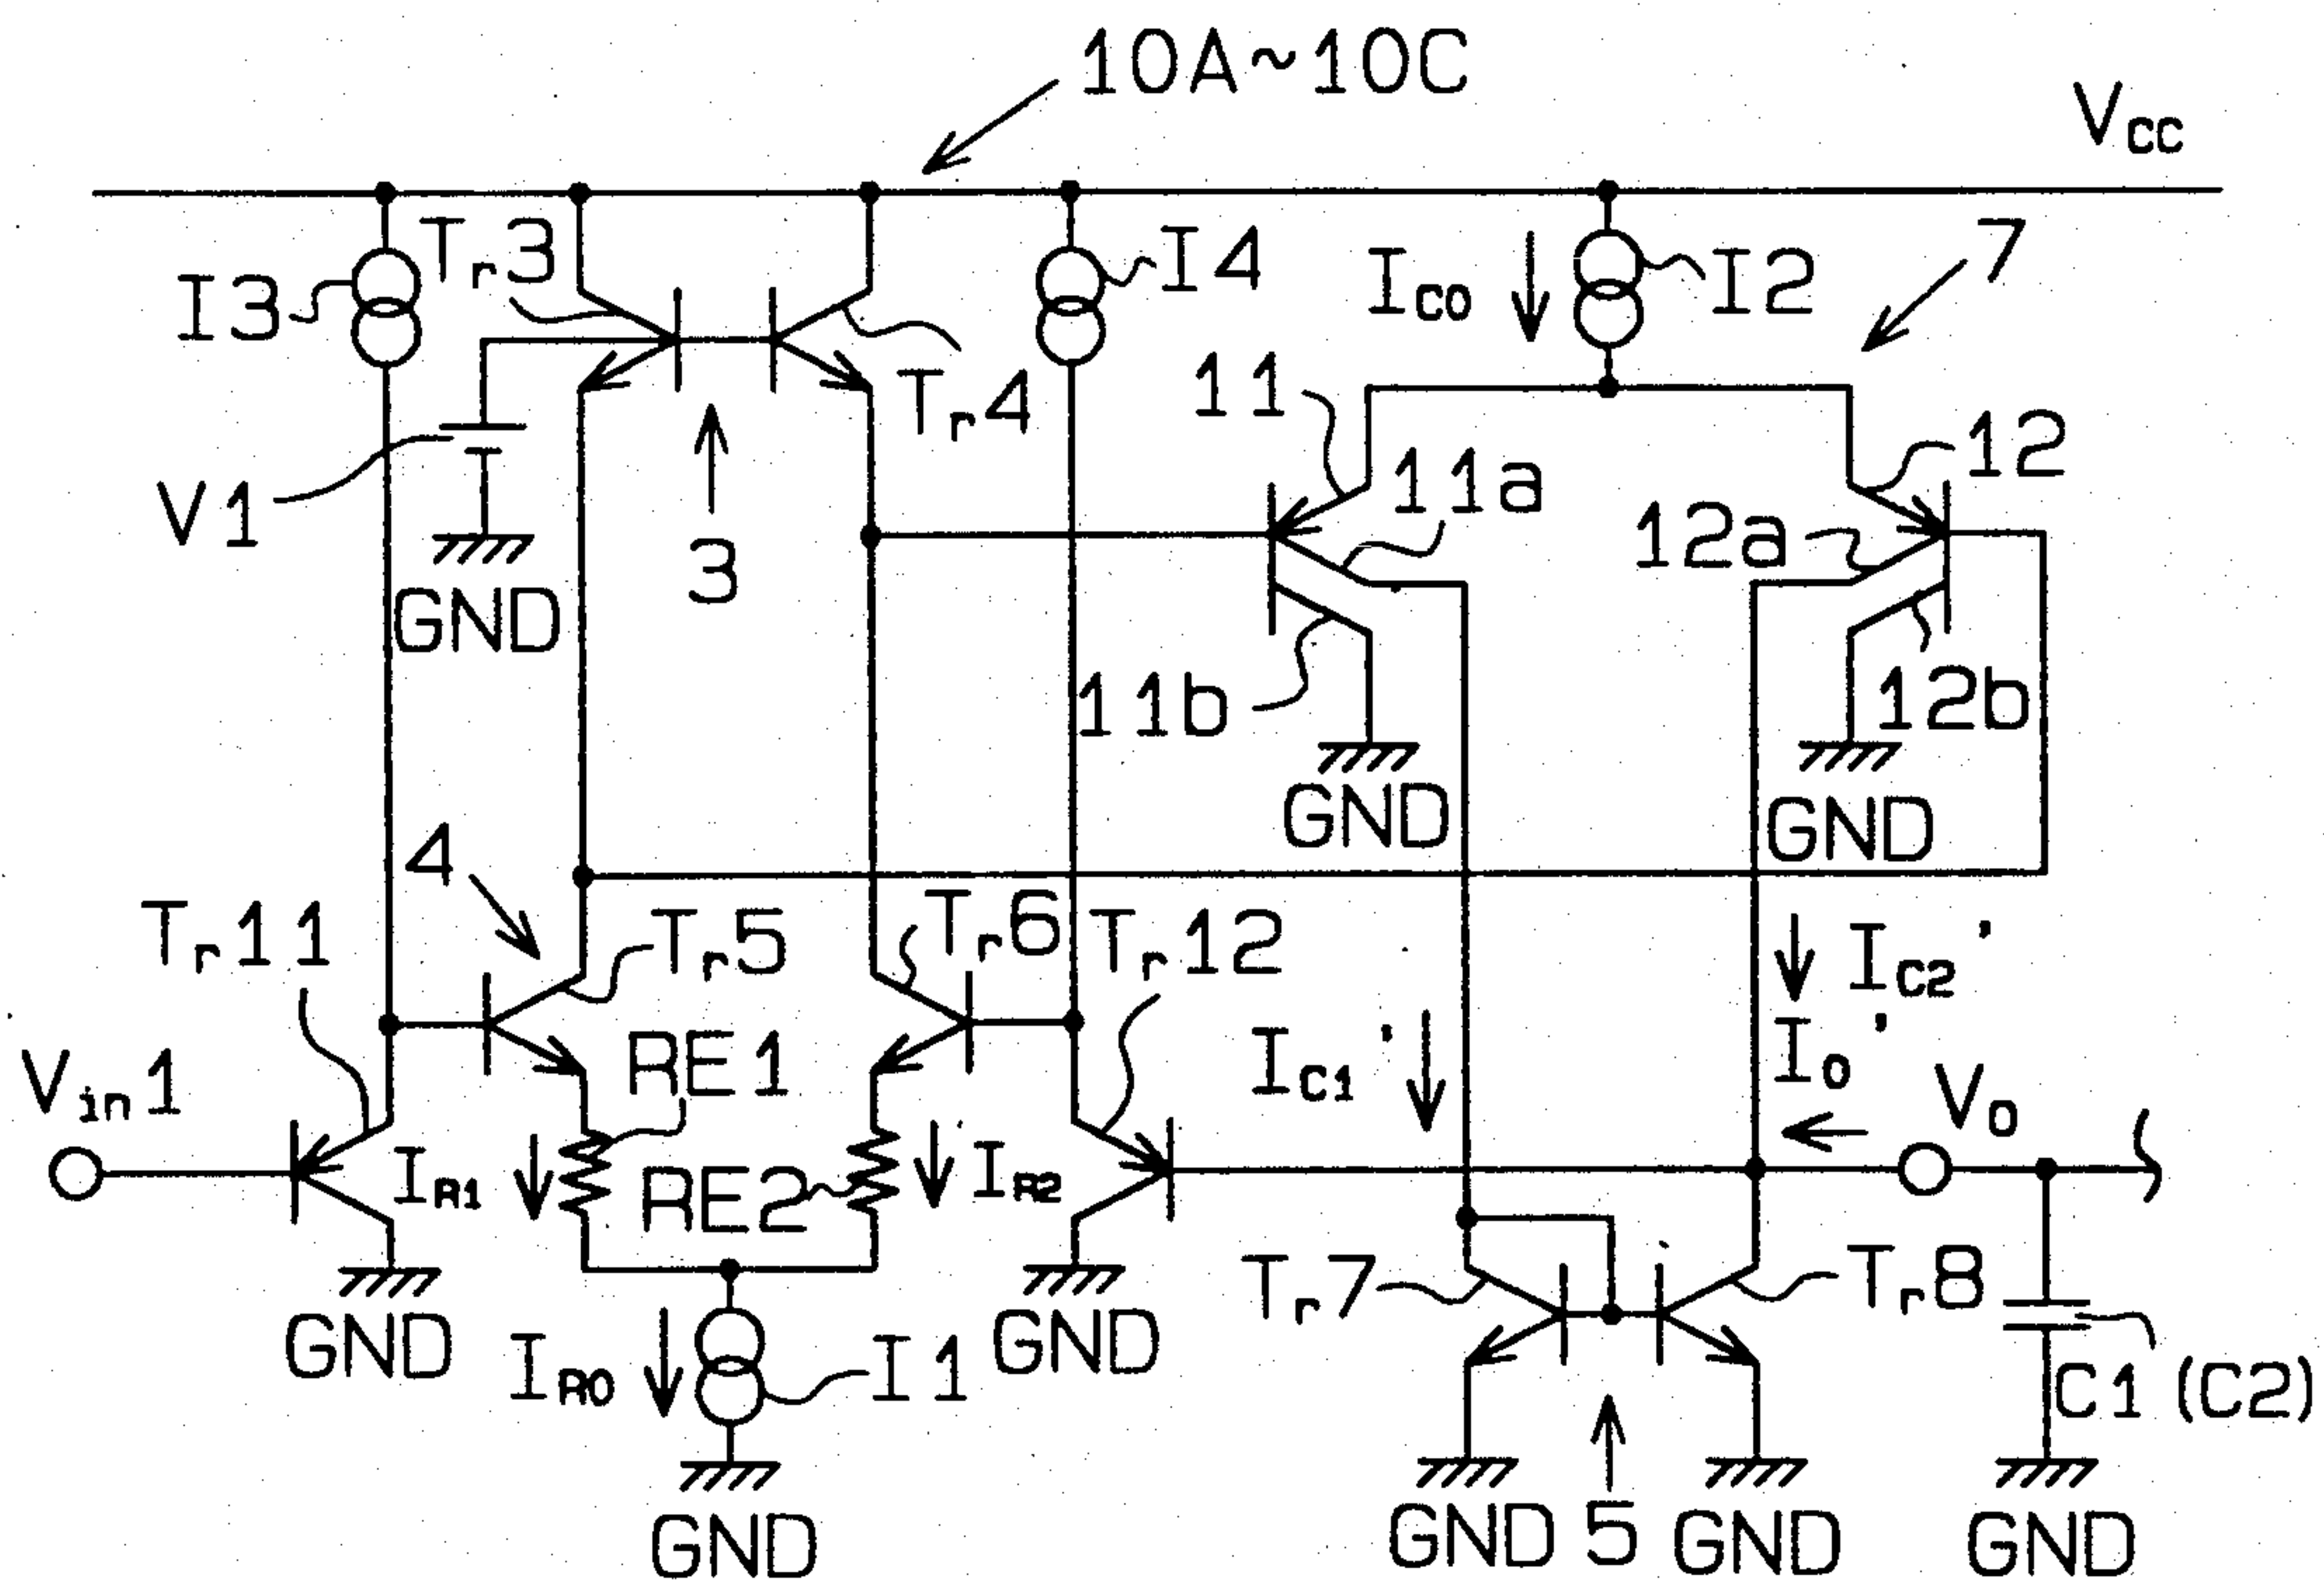 10A~10C
VCC
Tr3
I4
7
I3
IC0
I2
11
Tr4
12
11a
V1
12a
3
GND
11b
12b
GND
GND
4
Tr11
Tr5
Tr6
Tr12
IC2'
RE1
IC1'
IO'
Vin1
VO
IR1
RE2
IR2
Tr7
Tr8
GND
GND
IR0
I1
C1(C2)
GND
GND
5
GND
GND